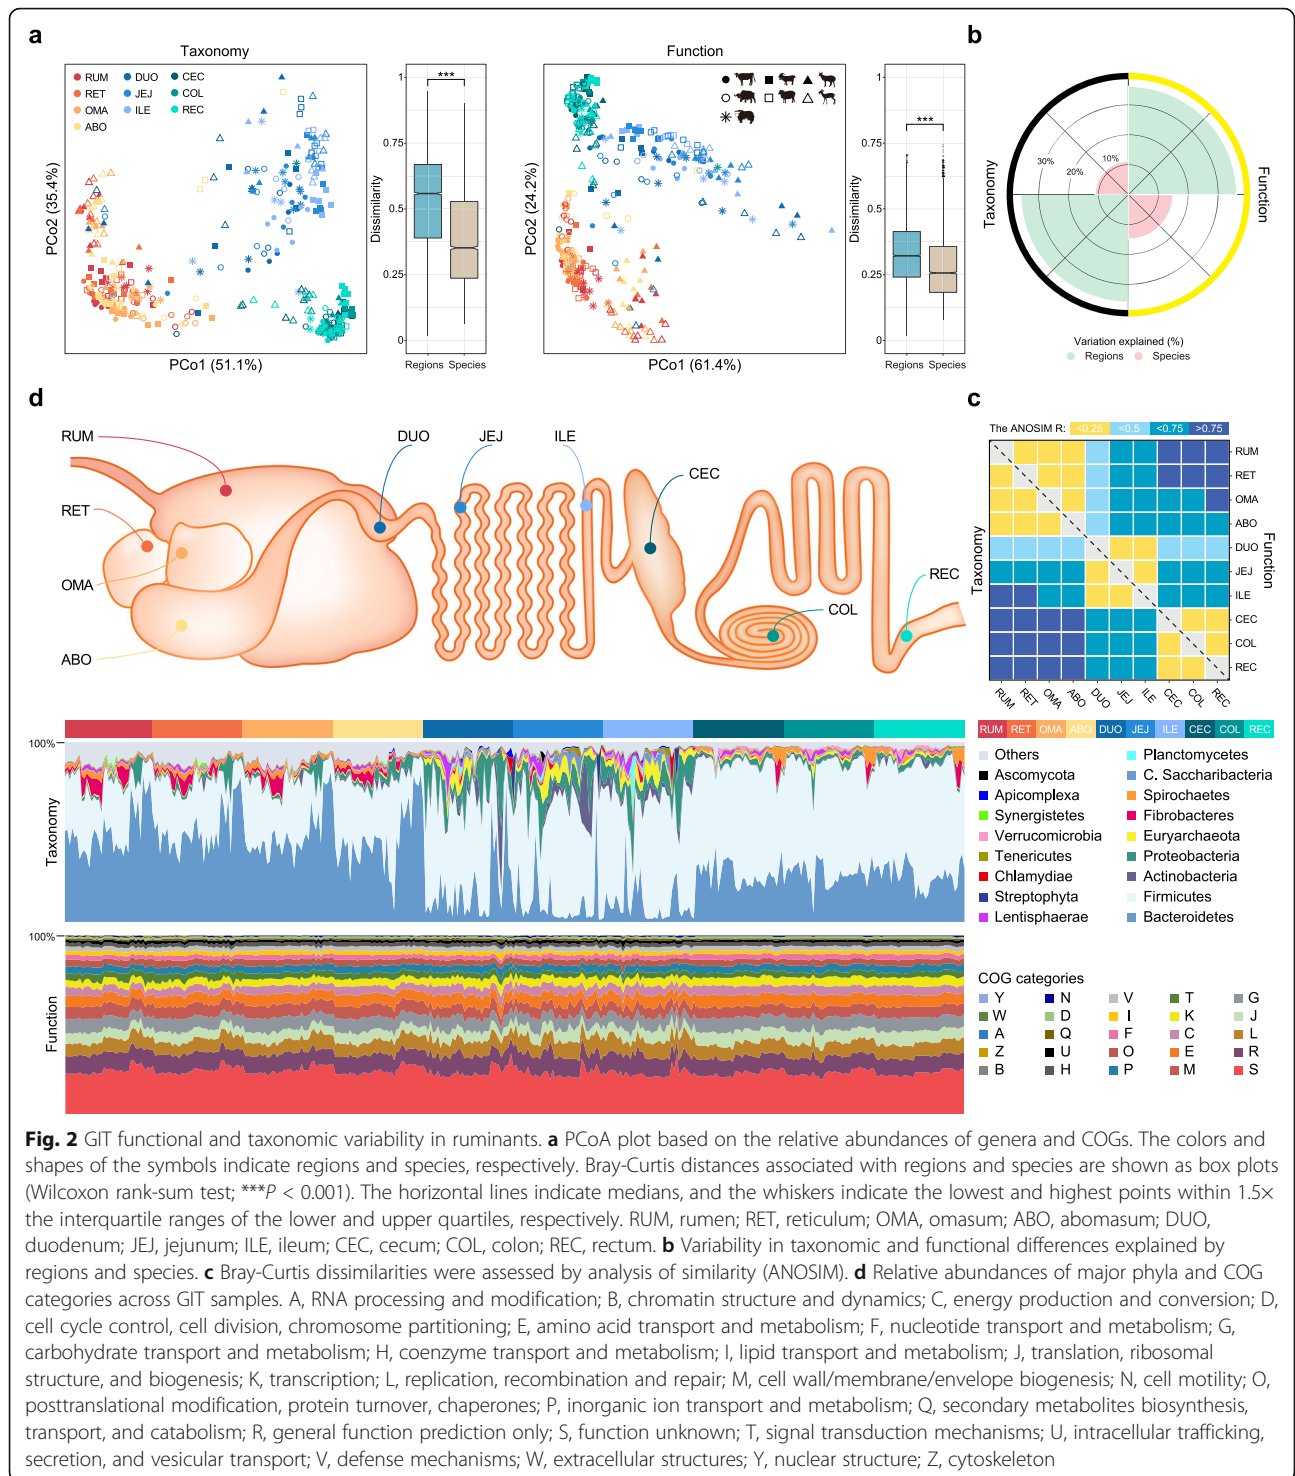 a
Taxonomy
Function
b
RUM
RET
OMA
ABO
DUO
JEJ
ILE
CEC
COL
REC
PCo2 (35.4%)
PCo1 (51.1%)
Dissimilarity
1
0.75
0.5
0.25
0
***
Regions Species
PCo2 (24.2%)
PCo1 (61.4%)
Dissimilarity
1
0.75
0.5
0.25
0
***
Regions Species
Taxonomy
Function
30%
20%
10%
Variation explained (%)
Regions
Species
d
RUM
RET
OMA
ABO
DUO
JEJ
ILE
CEC
COL
REC
c
The ANOSIM R: <0.25 <0.5 <0.75 >0.75
Taxonomy
Function
RUM
RET
OMA
ABO
DUO
JEJ
ILE
CEC
COL
REC
RUM RET OMA ABO DUO JEJ ILE CEC COL REC
RUM RET OMA ABO DUO JEJ ILE CEC COL REC
100%
Taxonomy
Others
Ascomycota
Apicomplexa
Synergistetes
Verrucomicrobia
Tenericutes
Chlamydiae
Streptophyta
Lentisphaerae
Planctomycetes
C. Saccharibacteria
Spirochaetes
Fibrobacteres
Euryarchaeota
Proteobacteria
Actinobacteria
Firmicutes
Bacteroidetes
100%
Function
COG categories
Y N V T G
W D I K J
A Q F C L
Z U O E R
B H P M S
Fig. 2 GIT functional and taxonomic variability in ruminants. a PCoA plot based on the relative abundances of genera and COGs. The colors and
shapes of the symbols indicate regions and species, respectively. Bray-Curtis distances associated with regions and species are shown as box plots
(Wilcoxon rank-sum test; ***P < 0.001). The horizontal lines indicate medians, and the whiskers indicate the lowest and highest points within 1.5×
the interquartile ranges of the lower and upper quartiles, respectively. RUM, rumen; RET, reticulum; OMA, omasum; ABO, abomasum; DUO,
duodenum; JEJ, jejunum; ILE, ileum; CEC, cecum; COL, colon; REC, rectum. b Variability in taxonomic and functional differences explained by
regions and species. c Bray-Curtis dissimilarities were assessed by analysis of similarity (ANOSIM). d Relative abundances of major phyla and COG
categories across GIT samples. A, RNA processing and modification; B, chromatin structure and dynamics; C, energy production and conversion; D,
cell cycle control, cell division, chromosome partitioning; E, amino acid transport and metabolism; F, nucleotide transport and metabolism; G,
carbohydrate transport and metabolism; H, coenzyme transport and metabolism; I, lipid transport and metabolism; J, translation, ribosomal
structure, and biogenesis; K, transcription; L, replication, recombination and repair; M, cell wall/membrane/envelope biogenesis; N, cell motility; O,
posttranslational modification, protein turnover, chaperones; P, inorganic ion transport and metabolism; Q, secondary metabolites biosynthesis,
transport, and catabolism; R, general function prediction only; S, function unknown; T, signal transduction mechanisms; U, intracellular trafficking,
secretion, and vesicular transport; V, defense mechanisms; W, extracellular structures; Y, nuclear structure; Z, cytoskeleton